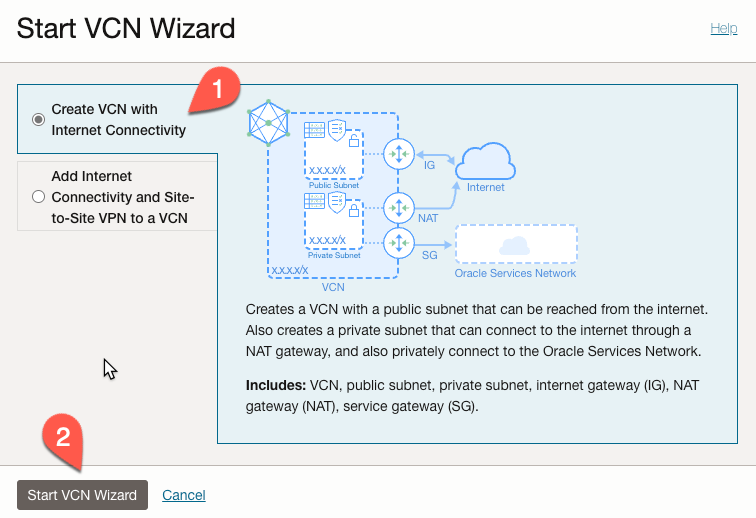 Start VCN Wizard
Help
1
Create VCN with
Internet Connectivity
Add Internet
Connectivity and Site-
to-Site VPN to a VCN
X.X.X.X/X
Public Subnet
IG
Internet
X.X.X.X/X
Private Subnet
NAT
SG
X.X.X.X/X
VCN
Oracle Services Network
Creates a VCN with a public subnet that can be reached from the internet.
Also creates a private subnet that can connect to the internet through a
NAT gateway, and also privately connect to the Oracle Services Network.
Includes: VCN, public subnet, private subnet, internet gateway (IG), NAT
gateway (NAT), service gateway (SG).
2
Start VCN Wizard
Cancel